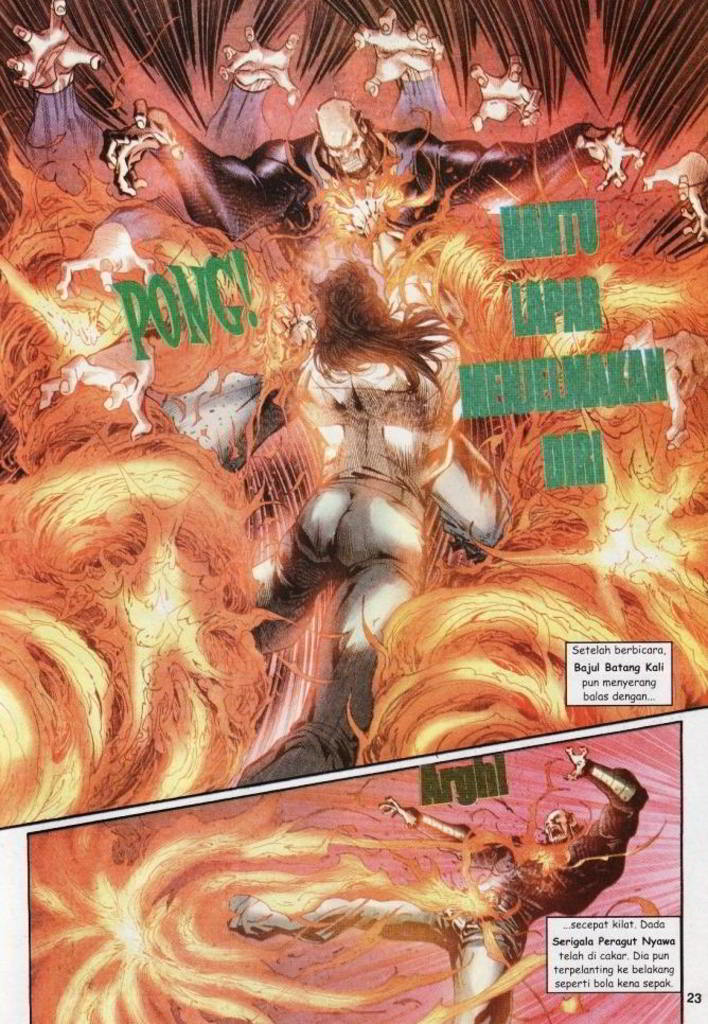 HANTU
LAPAR
MENJELMAKAN
DIRI
PONG!
Setelah berbicara,
Bajul Batang Kali
pun menyerang
balas dengan...
Argh!
...secepat kilat. Dada
Serigala Peragut Nyawa
telah di cakar. Dia pun
terpelanting ke belakang
seperti bola kena sepak.
23